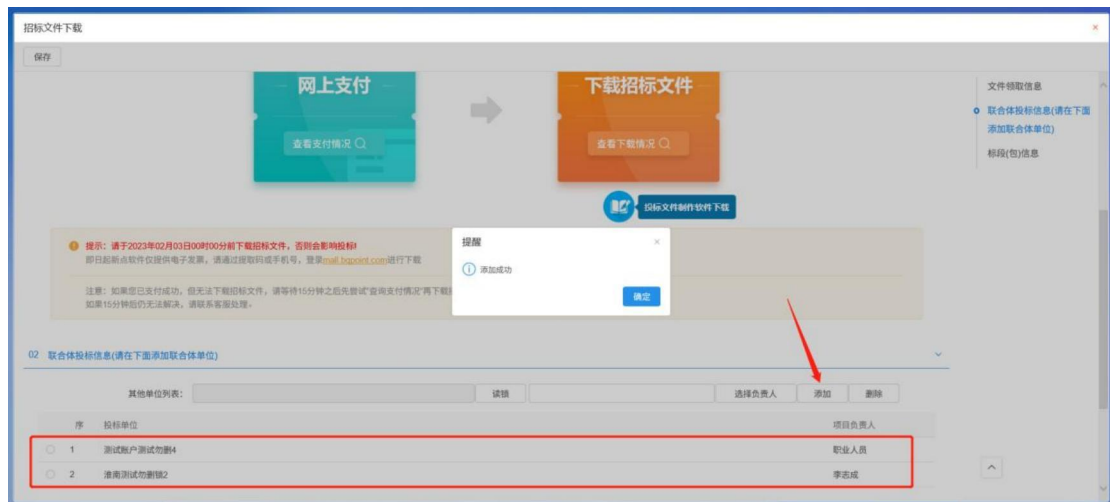 招标文件下载
×
保存
网上支付
查看支付情况
下载招标文件
查看下载情况
投标文件制作软件下载
文件领取信息
联合体投标信息(请在下面
添加联合体单位)
标段(包)信息
提示：请于2023年02月03日00时00分前下载招标文件，否则会影响投标!
即日起新点软件仅提供电子发票，请通过提取码或手机号，登录mall.bqpoint.com进行下载
注意：如果您已支付成功，但无法下载招标文件，请等待15分钟之后先尝试“查询支付情况”再下载
如果15分钟后仍无法解决，请联系客服处理。
提醒
×
添加成功
确定
02 联合体投标信息(请在下面添加联合体单位)
其他单位列表： 读锁 选择负责人 添加 删除
序 投标单位 项目负责人
1 测试账户测试勿删4 职业人员
2 淮南测试勿删锁2 李志成